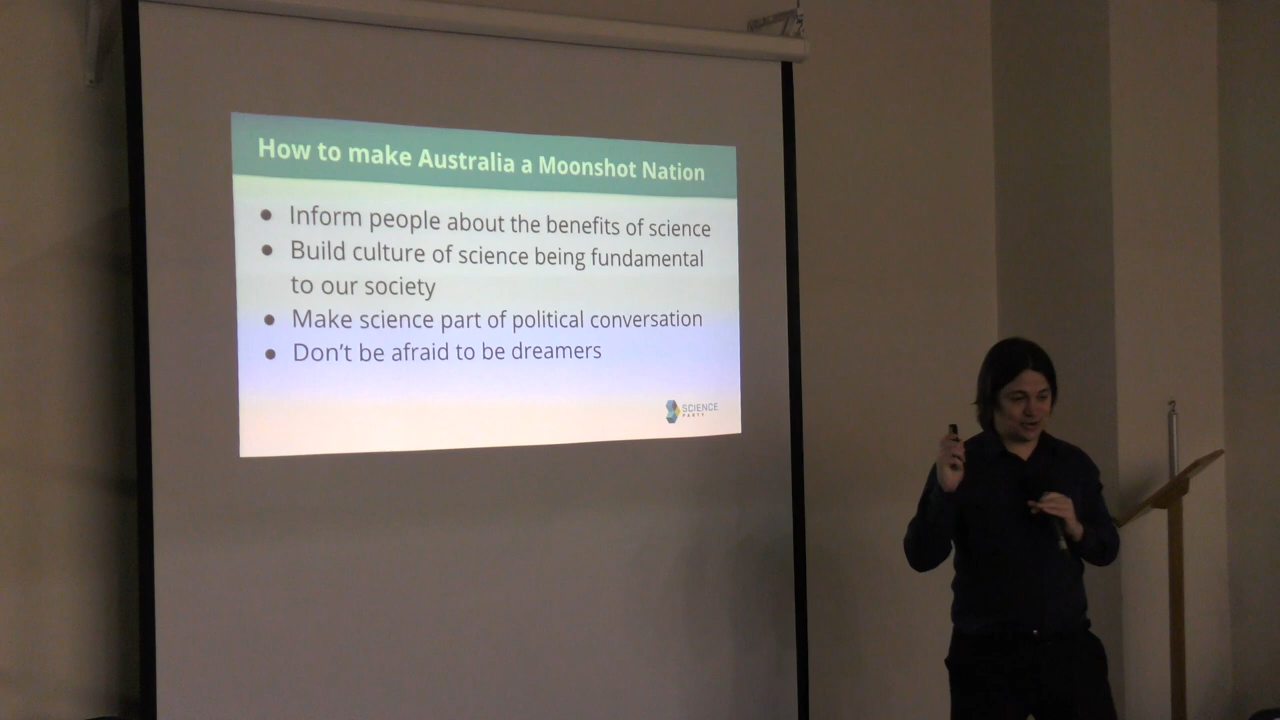 How to make Australia a Moonshot Nation
● Inform people about the benefits of science
● Build culture of science being fundamental
to our society
● Make science part of political conversation
● Don't be afraid to be dreamers
SCIENCE
PARTY